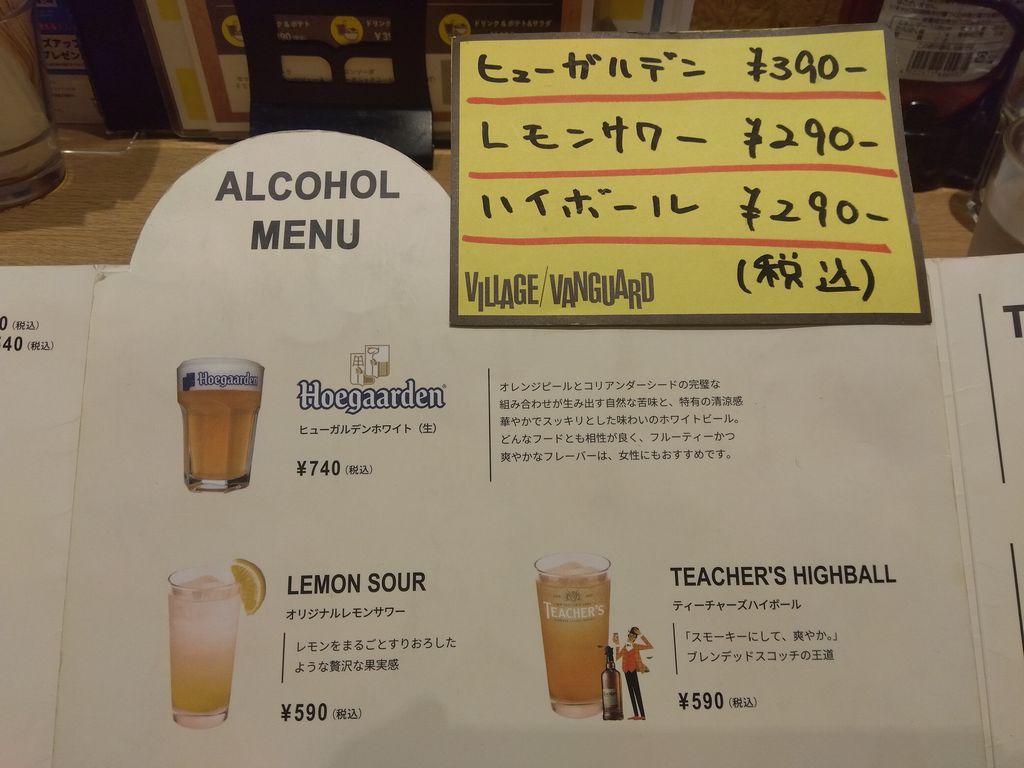 ドリンク&サラダ
ヒューガルデン ¥390-
レモンサワー ¥290-
ハイボール ¥290-
(税込)
VILLAGE/VANGUARD
ALCOHOL
MENU
0(税込)
40(税込)
Hoegaarden
Hoegaarden
ヒューガルデンホワイト(生)
¥740(税込)
オレンジピールとコリアンダーシードの完璧な
組み合わせが生み出す自然な苦味と、特有の清涼感
華やかでスッキリとした味わいのホワイトビール。
どんなフードとも相性が良く、フルーティーかつ
爽やかなフレーバーは、女性にもおすすめです。
LEMON SOUR
オリジナルレモンサワー
レモンをまるごとすりおろした
ような贅沢な果実感
¥590(税込)
TEACHER'S
TEACHER'S HIGHBALL
ティーチャーズハイボール
「スモーキーにして、爽やか。」
ブレンデッドスコッチの王道
¥590(税込)
T